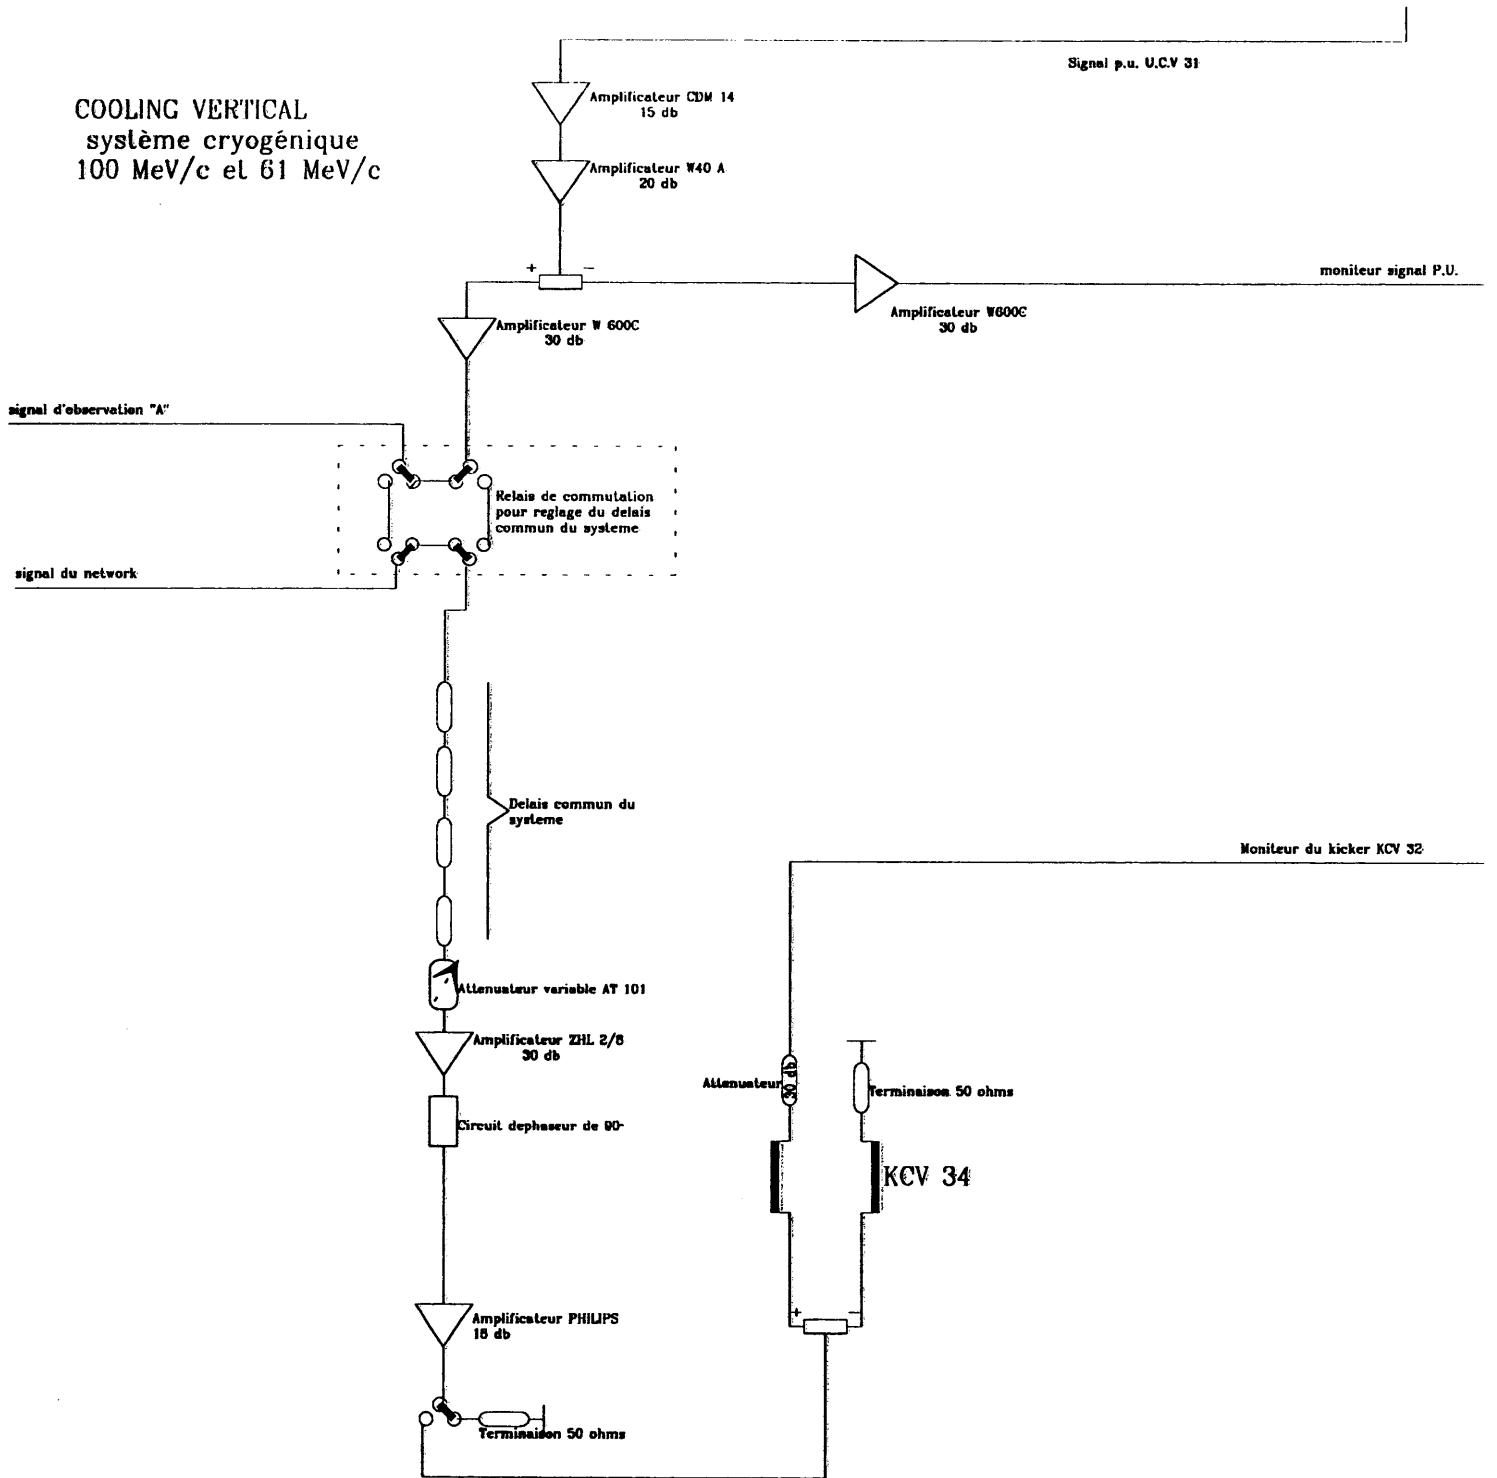 Signal p.u. U.C.V 31
COOLING VERTICAL
système cryogénique
100 MeV/c et 61 MeV/c
Amplificateur CDM 14
15 db
Amplificateur W40 A
20 db
+ -
moniteur signal P.U.
Amplificateur W600C
30 db
Amplificateur W 600C
30 db
signal d'observation "A"
Relais de commutation
pour reglage du delais
commun du systeme
signal du network
Delais commun du
systeme
Moniteur du kicker KCV 32
Attenuateur variable AT 101
Amplificateur ZHL 2/8
30 db
Attenuateur
30 db
Terminaison 50 ohms
Circuit dephaseur de
KCV 34
+ -
Amplificateur PHILIPS
db
Terminaison 50 ohms